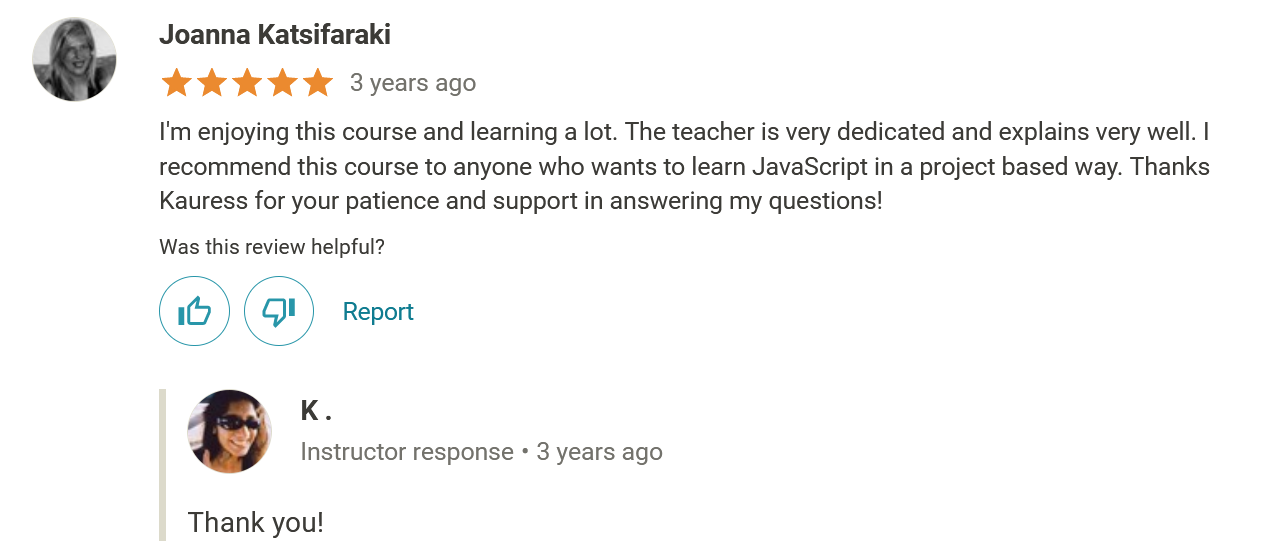 Joanna Katsifaraki
3 years ago
I'm enjoying this course and learning a lot. The teacher is very dedicated and explains very well. I
recommend this course to anyone who wants to learn JavaScript in a project based way. Thanks
Kauress for your patience and support in answering my questions!
Was this review helpful?
Report
K .
Instructor response • 3 years ago
Thank you!